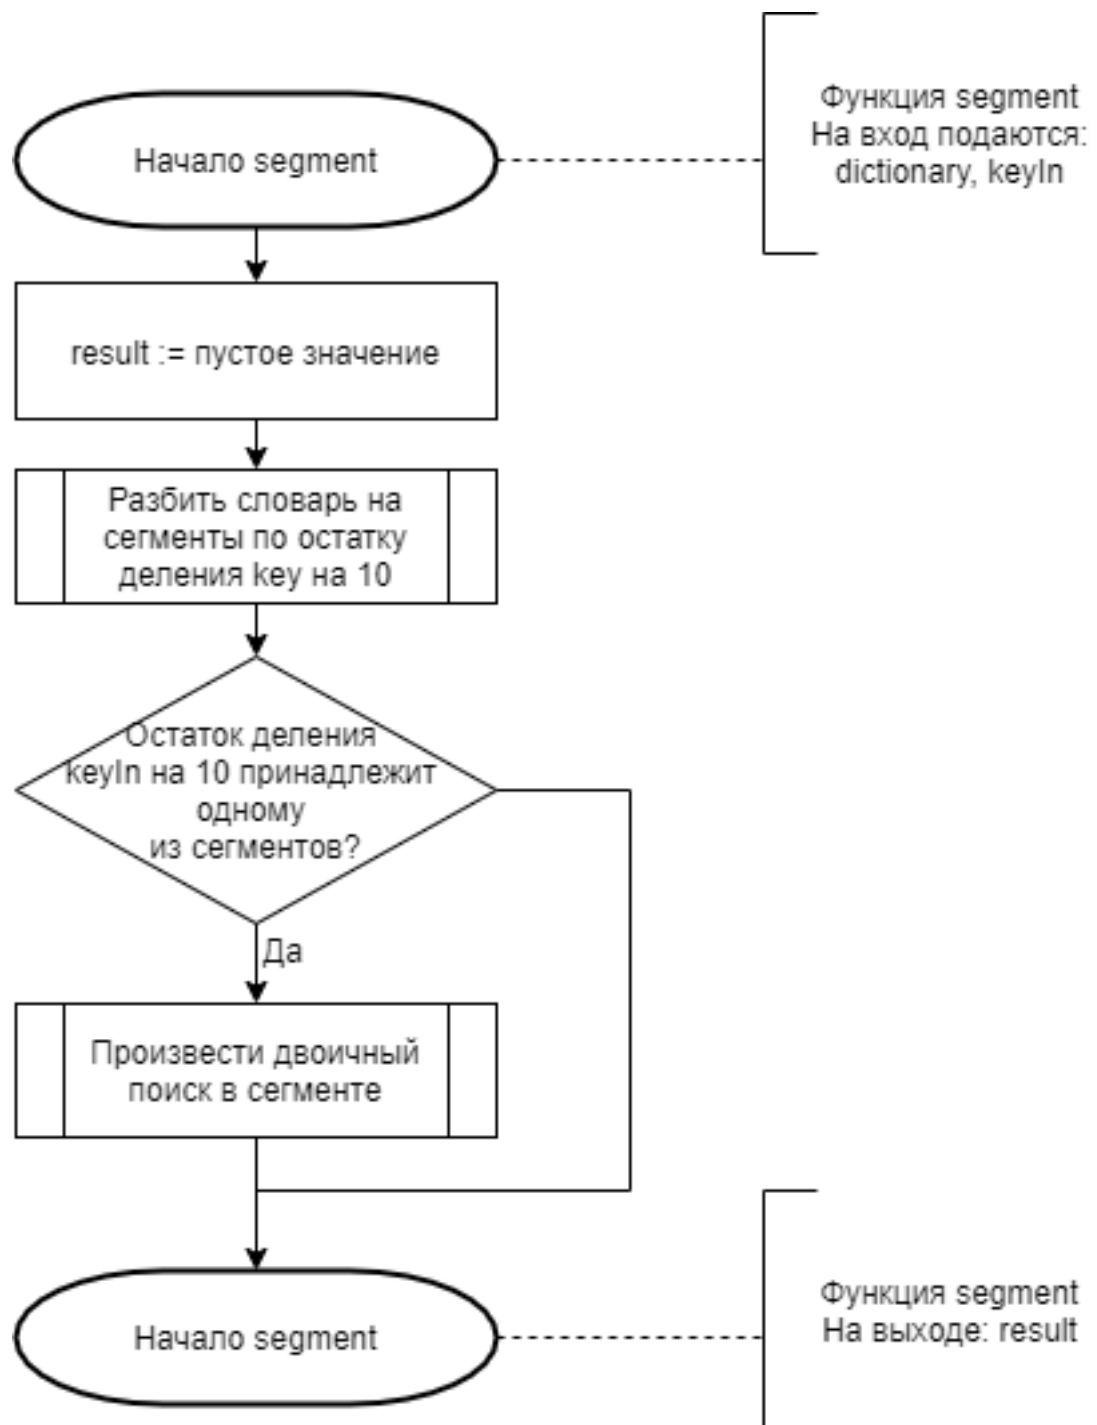 Начало segment
Функция segment
На вход подаются:
dictionary, keyIn
result := пустое значение
Разбить словарь на
сегменты по остатку
деления key на 10
Остаток деления
keyIn на 10 принадлежит
одному
из сегментов?
Да
Произвести двоичный
поиск в сегменте
Начало segment
Функция segment
На выходе: result